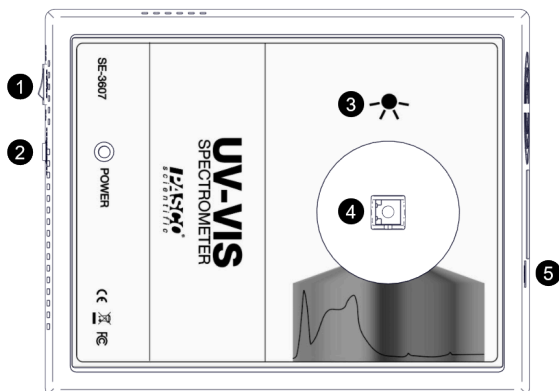 1
2
3
4
5
SE-3607
POWER
CE FC
UV-VIS
SPECTROMETER
PASCO®
scientific